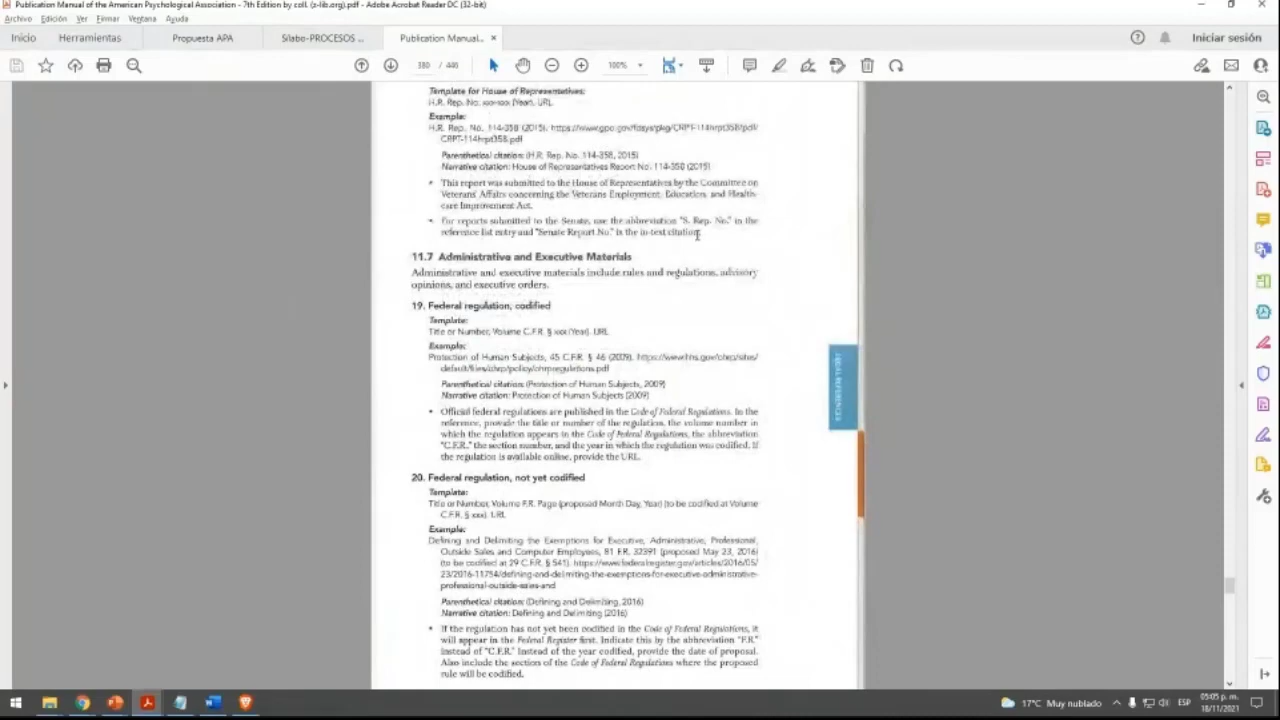 Publication Manual of the American Psychological Association - 7th Edition by coll. (z-lib.org).pdf - Adobe Acrobat Reader DC (32-bit)
Archivo Edición Ver Firmar Ventana Ayuda
Inicio Herramientas Propuesta APA Sílabo-PROCESOS ... Publication Manual... × Iniciar sesión
380 / 440 100%
Template for House of Representatives:
H.R. Rep. No. xxx-xxx (Year). URL
Example:
H.R. Rep. No. 114-358 (2015). https://www.gpo.gov/fdsys/pkg/CRPT-114hrpt358/pdf/
CRPT-114hrpt358.pdf
Parenthetical citation: (H.R. Rep. No. 114-358, 2015)
Narrative citation: House of Representatives Report No. 114-358 (2015)
• This report was submitted to the House of Representatives by the Committee on
Veterans' Affairs concerning the Veterans Employment, Education, and Health-
care Improvement Act.
• For reports submitted to the Senate, use the abbreviation "S. Rep. No." in the
reference list entry and "Senate Report No." in the in-text citation.
11.7 Administrative and Executive Materials
Administrative and executive materials include rules and regulations, advisory
opinions, and executive orders.
19. Federal regulation, codified
Template:
Title or Number, Volume C.F.R. § xxx (Year). URL
Example:
Protection of Human Subjects, 45 C.F.R. § 46 (2009). https://www.hhs.gov/ohrp/sites/
default/files/ohrp/policy/ohrpregulations.pdf
Parenthetical citation: (Protection of Human Subjects, 2009)
Narrative citation: Protection of Human Subjects (2009)
• Official federal regulations are published in the Code of Federal Regulations. In the
reference, provide the title or number of the regulation, the volume number in
which the regulation appears in the Code of Federal Regulations, the abbreviation
"C.F.R." the section number, and the year in which the regulation was codified. If
the regulation is available online, provide the URL.
LEGAL REFERENCES
20. Federal regulation, not yet codified
Template:
Title or Number, Volume F.R. Page (proposed Month Day, Year) (to be codified at Volume
C.F.R. § xxx). URL
Example:
Defining and Delimiting the Exemptions for Executive, Administrative, Professional,
Outside Sales and Computer Employees, 81 F.R. 32391 (proposed May 23, 2016)
(to be codified at 29 C.F.R. § 541). https://www.federalregister.gov/articles/2016/05/
23/2016-11754/defining-and-delimiting-the-exemptions-for-executive-administrative-
professional-outside-sales-and
Parenthetical citation: (Defining and Delimiting, 2016)
Narrative citation: Defining and Delimiting (2016)
• If the regulation has not yet been codified in the Code of Federal Regulations, it
will appear in the Federal Register first. Indicate this by the abbreviation "F.R."
instead of "C.F.R." Instead of the year codified, provide the date of proposal.
Also include the section of the Code of Federal Regulations where the proposed
rule will be codified.
17°C Muy nublado ESP 05:05 p. m.
18/11/2021